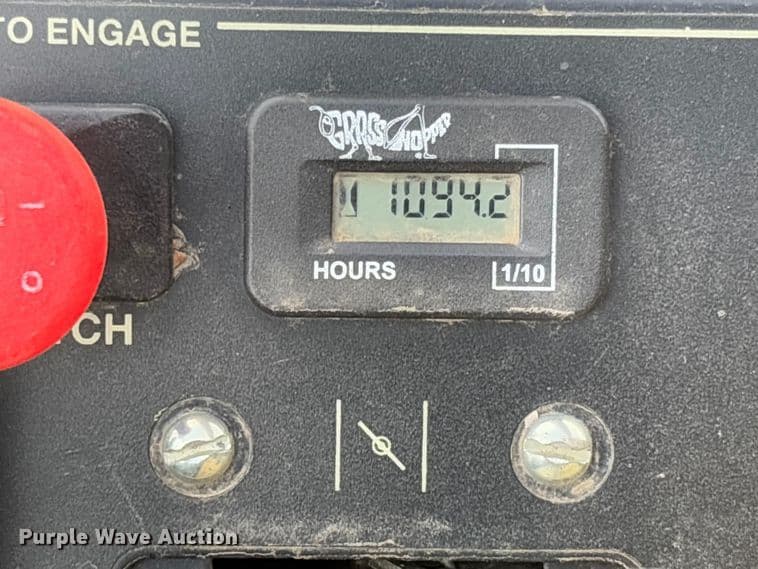 TO ENGAGE
GRASSHOPPER
1094.2
HOURS
1/10
I
O
TCH
Purple Wave Auction